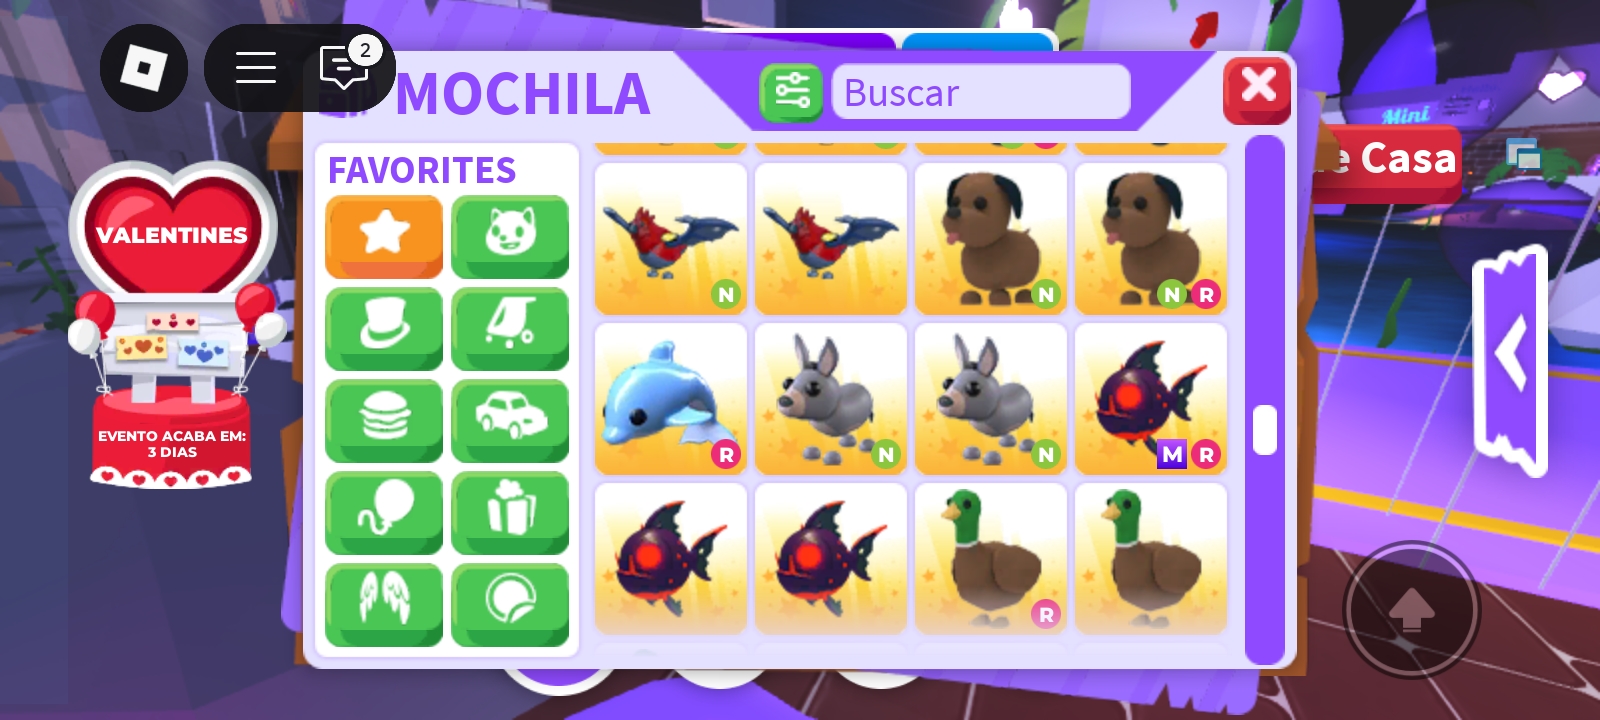 2
MOCHILA
Buscar
Mini
e Casa
FAVORITES
VALENTINES
EVENTO ACABA EM:
3 DIAS
N
N
N R
R
N
N
M R
R